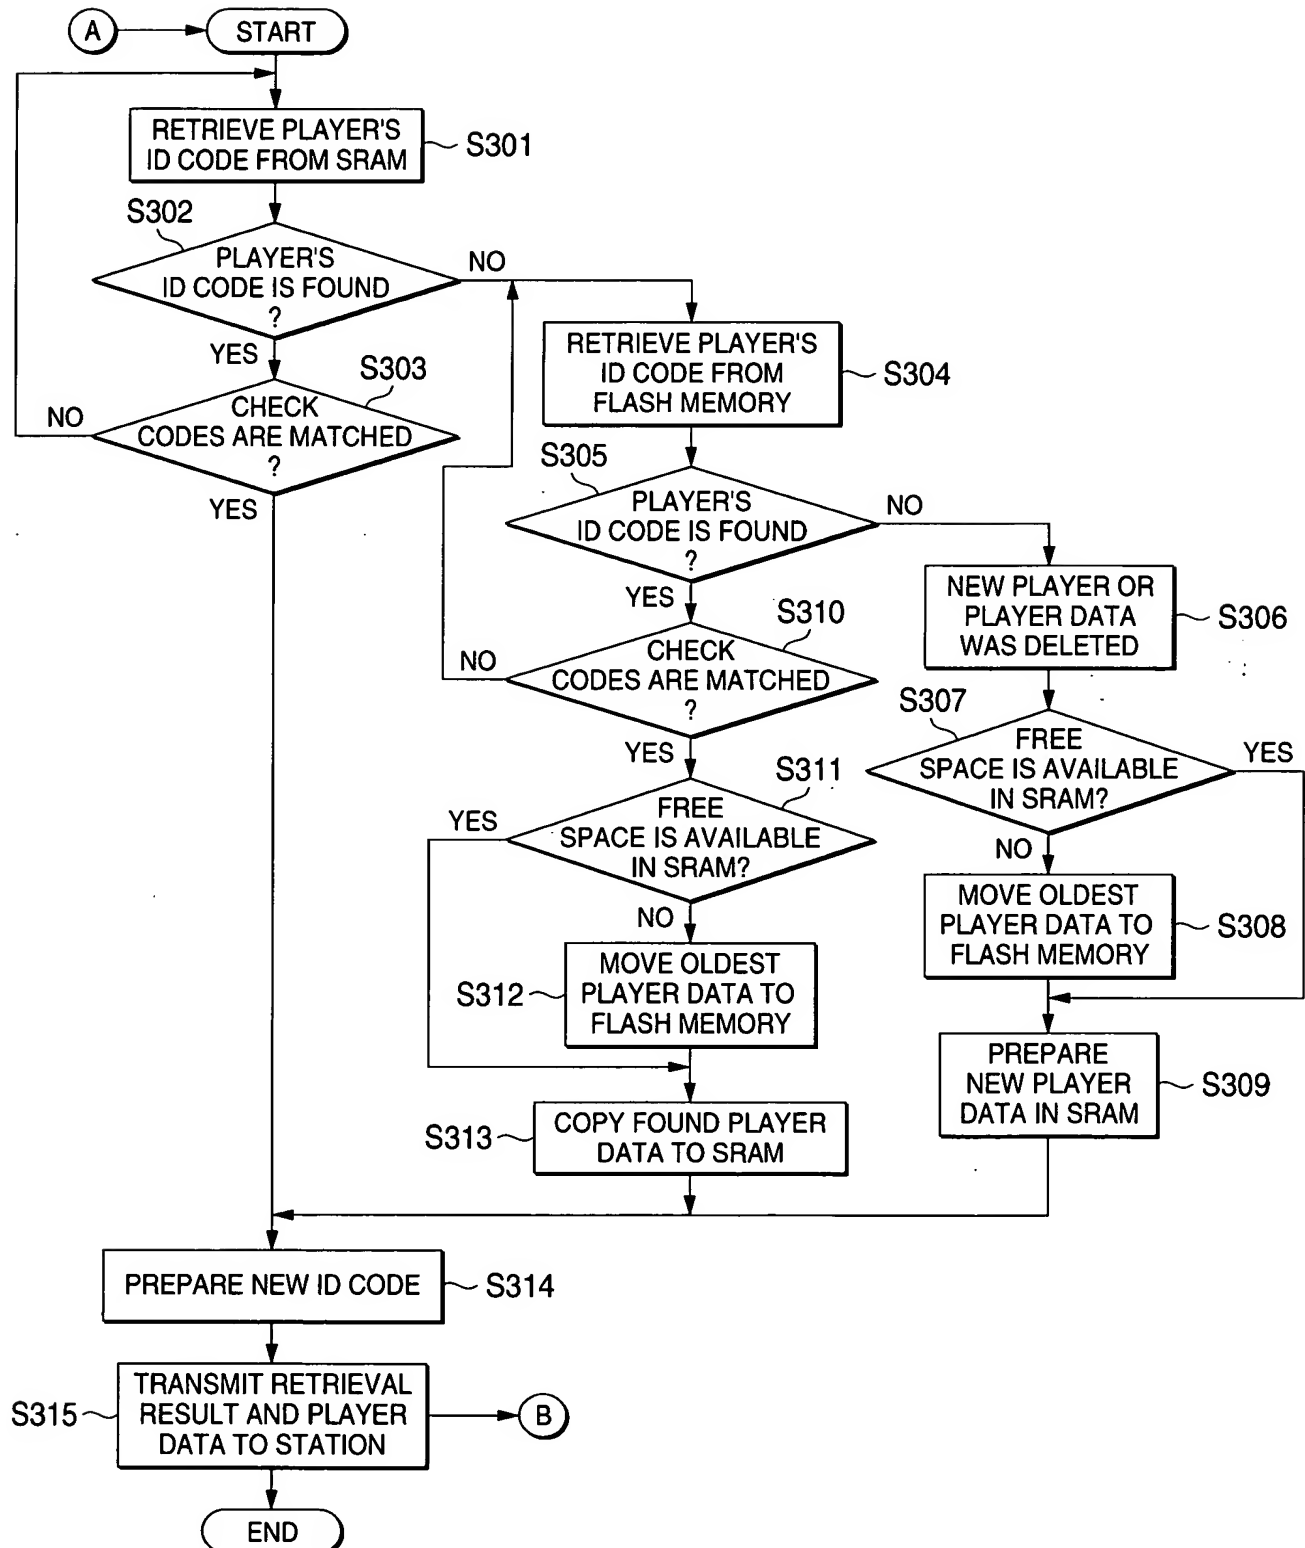 A
START
RETRIEVE PLAYER'S
ID CODE FROM SRAM
S301
S302
PLAYER'S
ID CODE IS FOUND
?
NO
YES
S303
CHECK
CODES ARE MATCHED
?
NO
YES
RETRIEVE PLAYER'S
ID CODE FROM
FLASH MEMORY
S304
S305
PLAYER'S
ID CODE IS FOUND
?
NO
YES
NEW PLAYER OR
PLAYER DATA
WAS DELETED
S306
S310
CHECK
CODES ARE MATCHED
?
NO
YES
S307
FREE
SPACE IS AVAILABLE
IN SRAM?
YES
NO
S311
FREE
SPACE IS AVAILABLE
IN SRAM?
YES
NO
MOVE OLDEST
PLAYER DATA TO
FLASH MEMORY
S308
S312
MOVE OLDEST
PLAYER DATA TO
FLASH MEMORY
PREPARE
NEW PLAYER
DATA IN SRAM
S309
S313
COPY FOUND PLAYER
DATA TO SRAM
PREPARE NEW ID CODE
S314
S315
TRANSMIT RETRIEVAL
RESULT AND PLAYER
DATA TO STATION
B
END